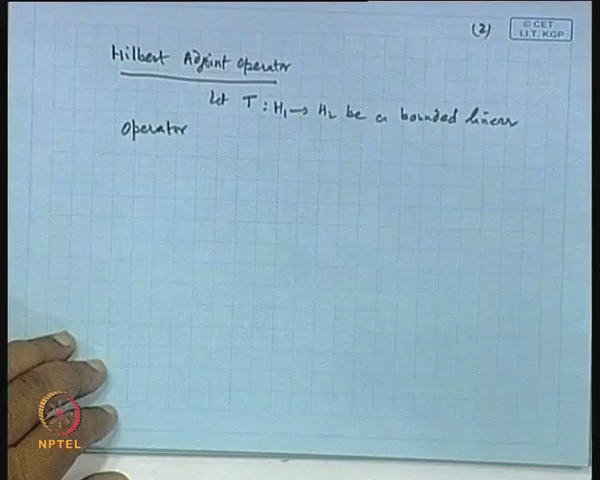 (2)
© CET
I.I.T. KGP
Hilbert Adjoint Operator
Let T : H₁ → H₂ be a bounded linear
Operator
NPTEL